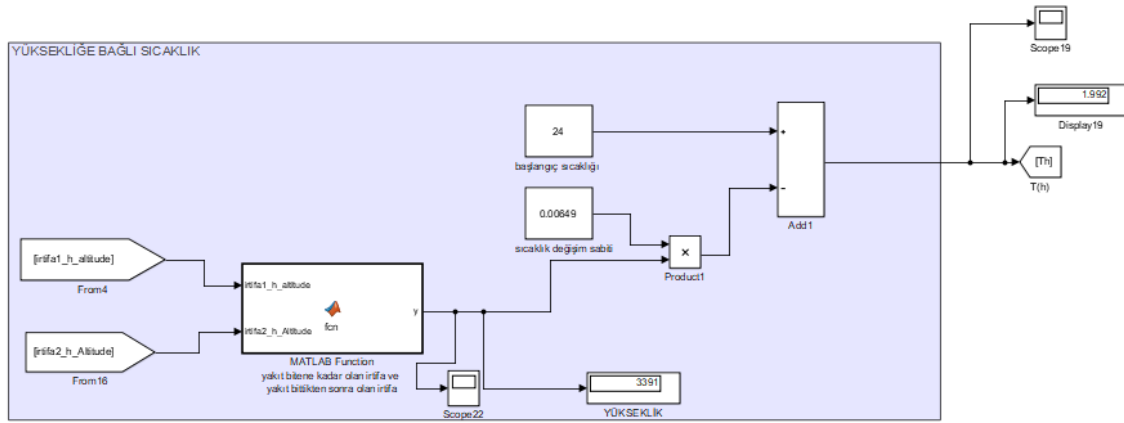 YÜKSEKLİĞE BAĞLI SICAKLIK
Scope19
1.992
Display19
[Th]
T(h)
24
başlangıç sıcaklığı
+
-
Add1
0.00649
sıcaklık değişim sabiti
×
Product1
[irtifa1_h_altitude]
From4
[irtifa2_h_Altitude]
From16
irtifa1_h_altitude
irtifa2_h_Altitude
fcn
y
MATLAB Function
yakıt bitene kadar olan irtifa ve
yakıt bittikten sonra olan irtifa
Scope22
3391
YÜKSEKLİK